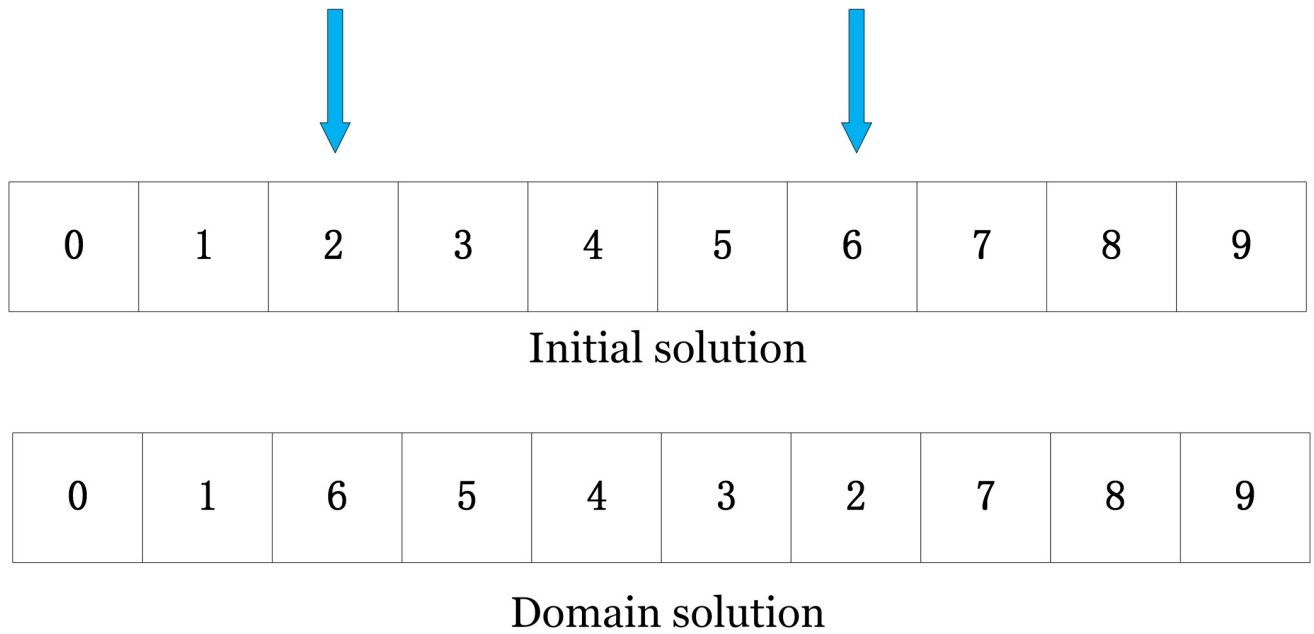 0 1 2 3 4 5 6 7 8 9
Initial solution
0 1 6 5 4 3 2 7 8 9
Domain solution